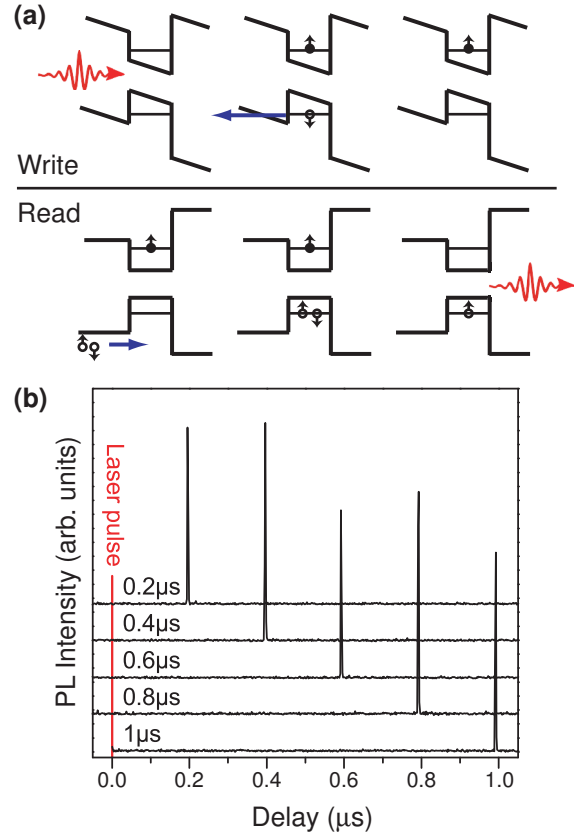 (a)
Write
Read
(b)
PL Intensity (arb. units)
Laser pulse
0.2μs
0.4μs
0.6μs
0.8μs
1μs
0.0 0.2 0.4 0.6 0.8 1.0
Delay (μs)